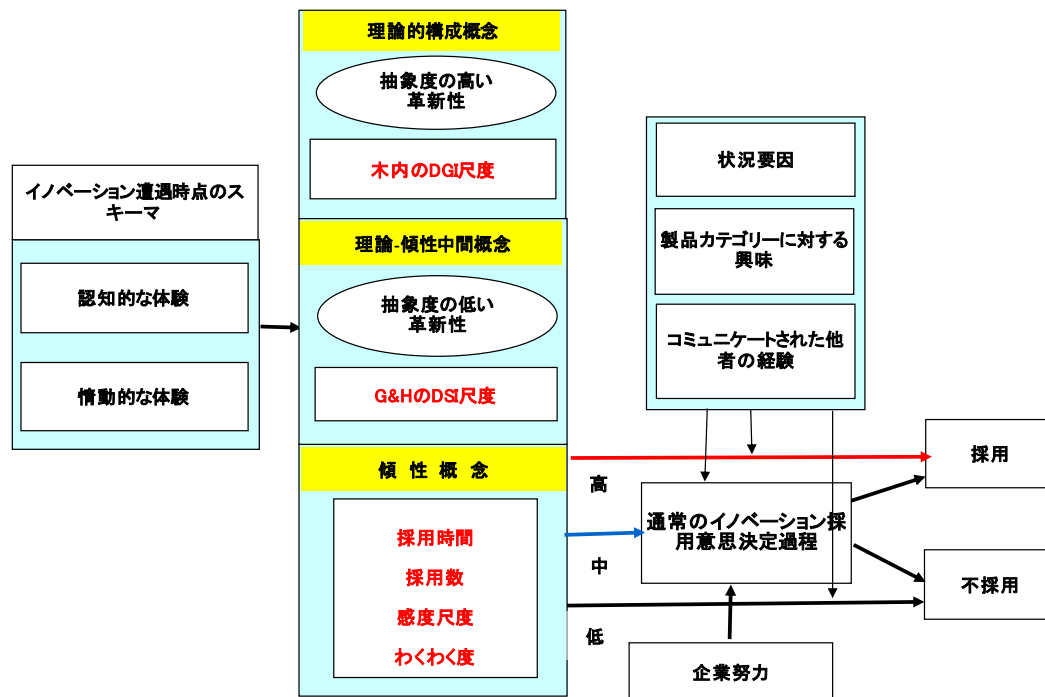 イノベーション遭遇時点のス
キーマ
認知的な体験
情動的な体験
理論的構成概念
抽象度の高い
革新性
木内のDGI尺度
理論-傾性中間概念
抽象度の低い
革新性
G&HのDSI尺度
傾 性 概 念
採用時間
採用数
感度尺度
わくわく度
状況要因
製品カテゴリーに対する
興味
コミュニケートされた他
者の経験
高
中
低
通常のイノベーション採
用意思決定過程
企業努力
採用
不採用